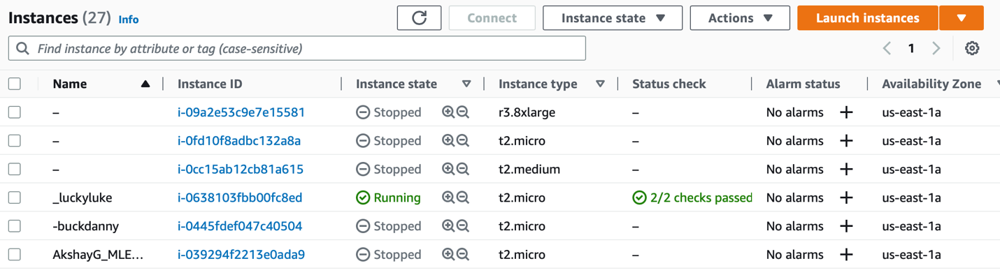 Instances (27) Info Connect Instance state Actions Launch instances
Find instance by attribute or tag (case-sensitive) 1
Name Instance ID Instance state Instance type Status check Alarm status Availability Zone
– i-09a2e53c9e7e15581 Stopped r3.8xlarge – No alarms us-east-1a
– i-0fd10f8adbc132a8a Stopped t2.micro – No alarms us-east-1a
– i-0cc15ab12cb81a615 Stopped t2.medium – No alarms us-east-1a
_luckyluke i-0638103fbb00fc8ed Running t2.micro 2/2 checks passed No alarms us-east-1a
-buckdanny i-0445fdef047c40504 Stopped t2.micro – No alarms us-east-1a
AkshayG_MLE... i-039294f2213e0ada9 Stopped t2.micro – No alarms us-east-1a